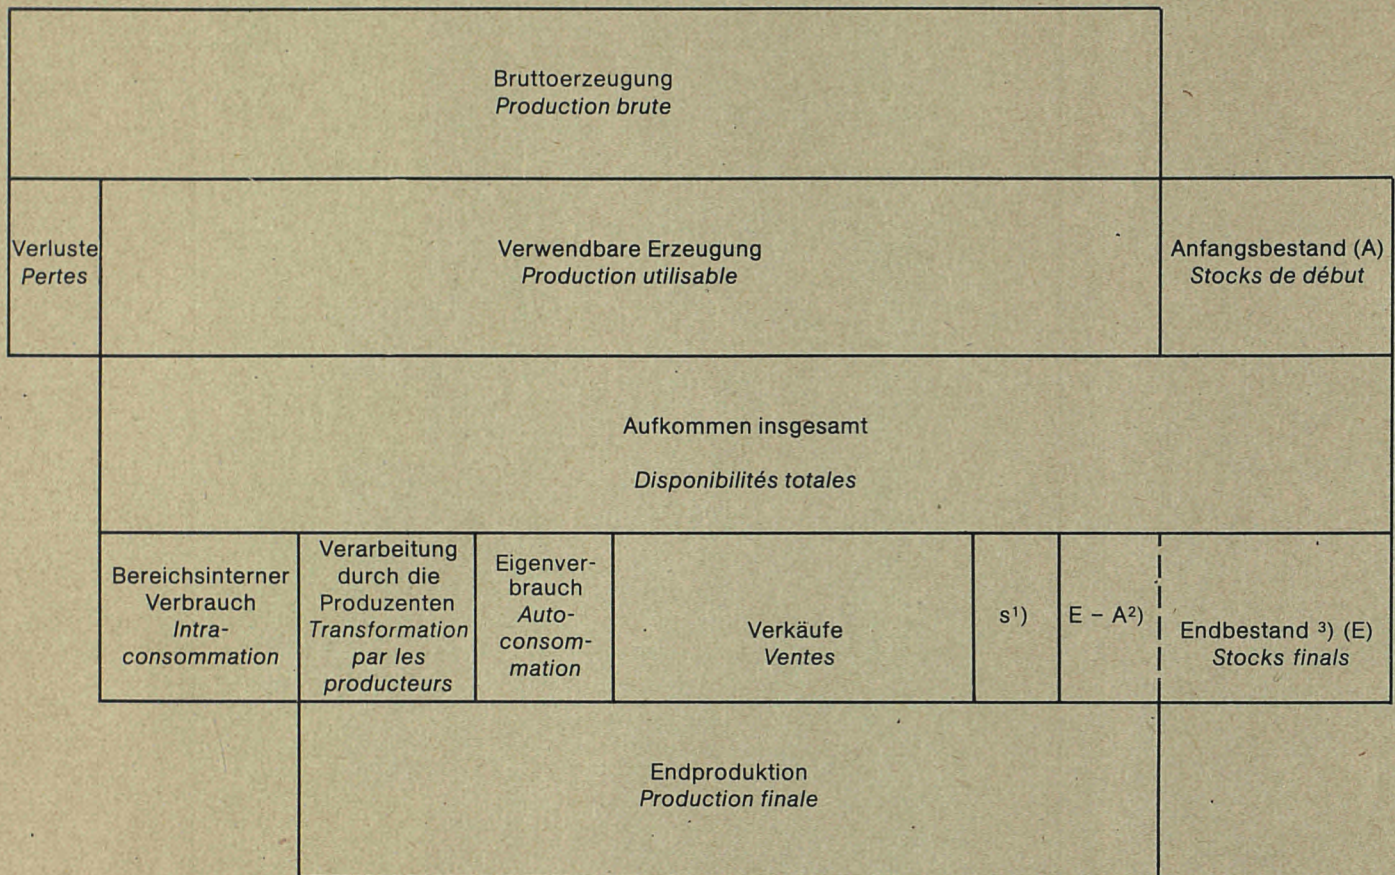 Bruttoerzeugung
Production brute
Verluste
Pertes
Verwendbare Erzeugung
Production utilisable
Anfangsbestand (A)
Stocks de début
Aufkommen insgesamt
Disponibilités totales
Bereichsinterner
Verbrauch
Intra-
consommation
Verarbeitung
durch die
Produzenten
Transformation
par les
producteurs
Eigenver-
brauch
Auto-
consom-
mation
Verkäufe
Ventes
s¹)
E – A²)
Endbestand ³) (E)
Stocks finals
Endproduktion
Production finale